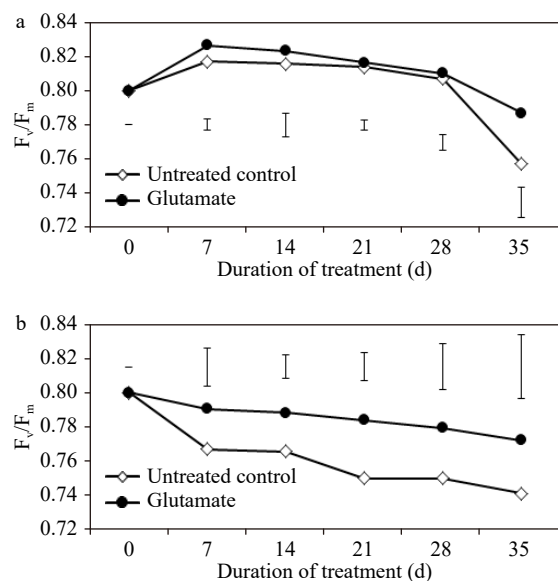 a
0.84
0.82
0.80
0.78
0.76
0.74
0.72
Fv/Fm
Untreated control
Glutamate
0 7 14 21 28 35
Duration of treatment (d)
b
0.84
0.82
0.80
0.78
0.76
0.74
0.72
Fv/Fm
Untreated control
Glutamate
0 7 14 21 28 35
Duration of treatment (d)